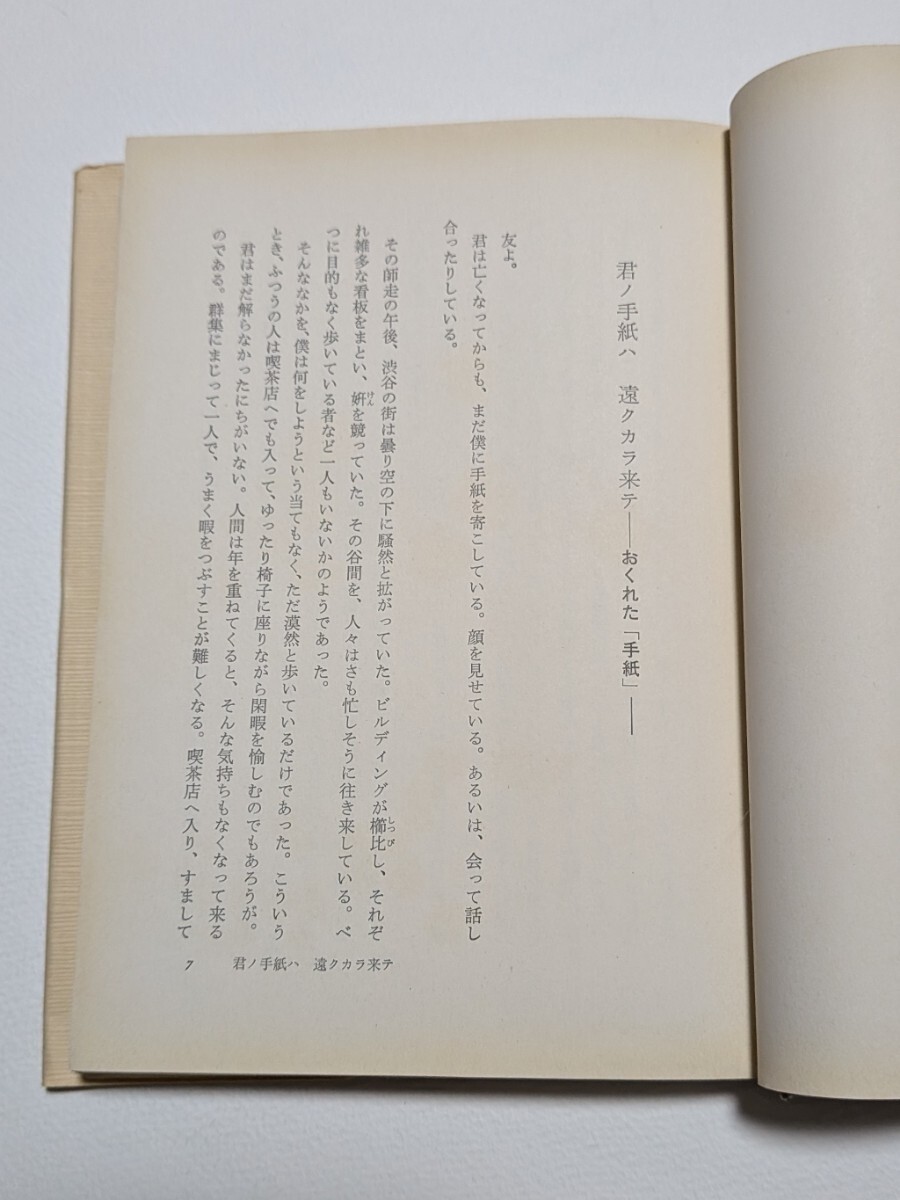 君ノ手紙ハ　遠クカラ来テ――おくれた「手紙」――
友よ。
君は亡くなってからも、まだ僕に手紙を寄こしている。顔を見せている。あるいは、会って話し
合ったりしている。
その師走の午後、渋谷の街は曇り空の下に騒然と拡がっていた。ビルディングが櫛比し、それぞ
れ雑多な看板をまとい、妍を競っていた。その谷間を、人々はさも忙しそうに往き来している。べ
つに目的もなく歩いている者など一人もいないかのようであった。
そんななかを、僕は何をしようという当てもなく、ただ漠然と歩いているだけであった。こういう
とき、ふつうの人は喫茶店へでも入って、ゆったり椅子に座りながら閑暇を愉しむのでもあろうが。
君はまだ解らなかったにちがいない。人間は年を重ねてくると、そんな気持ちもなくなって来る
のである。群集にまじって一人で、うまく暇をつぶすことが難しくなる。喫茶店へ入り、すまして
7　君ノ手紙ハ　遠クカラ来テ